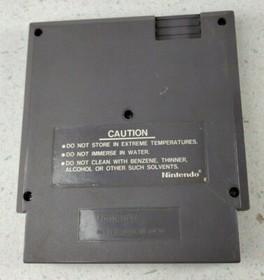 CAUTION
●DO NOT STORE IN EXTREME TEMPERATURES.
●DO NOT IMMERSE IN WATER.
●DO NOT CLEAN WITH BENZENE, THINNER,
ALCOHOL OR OTHER SUCH SOLVENTS.
Nintendo